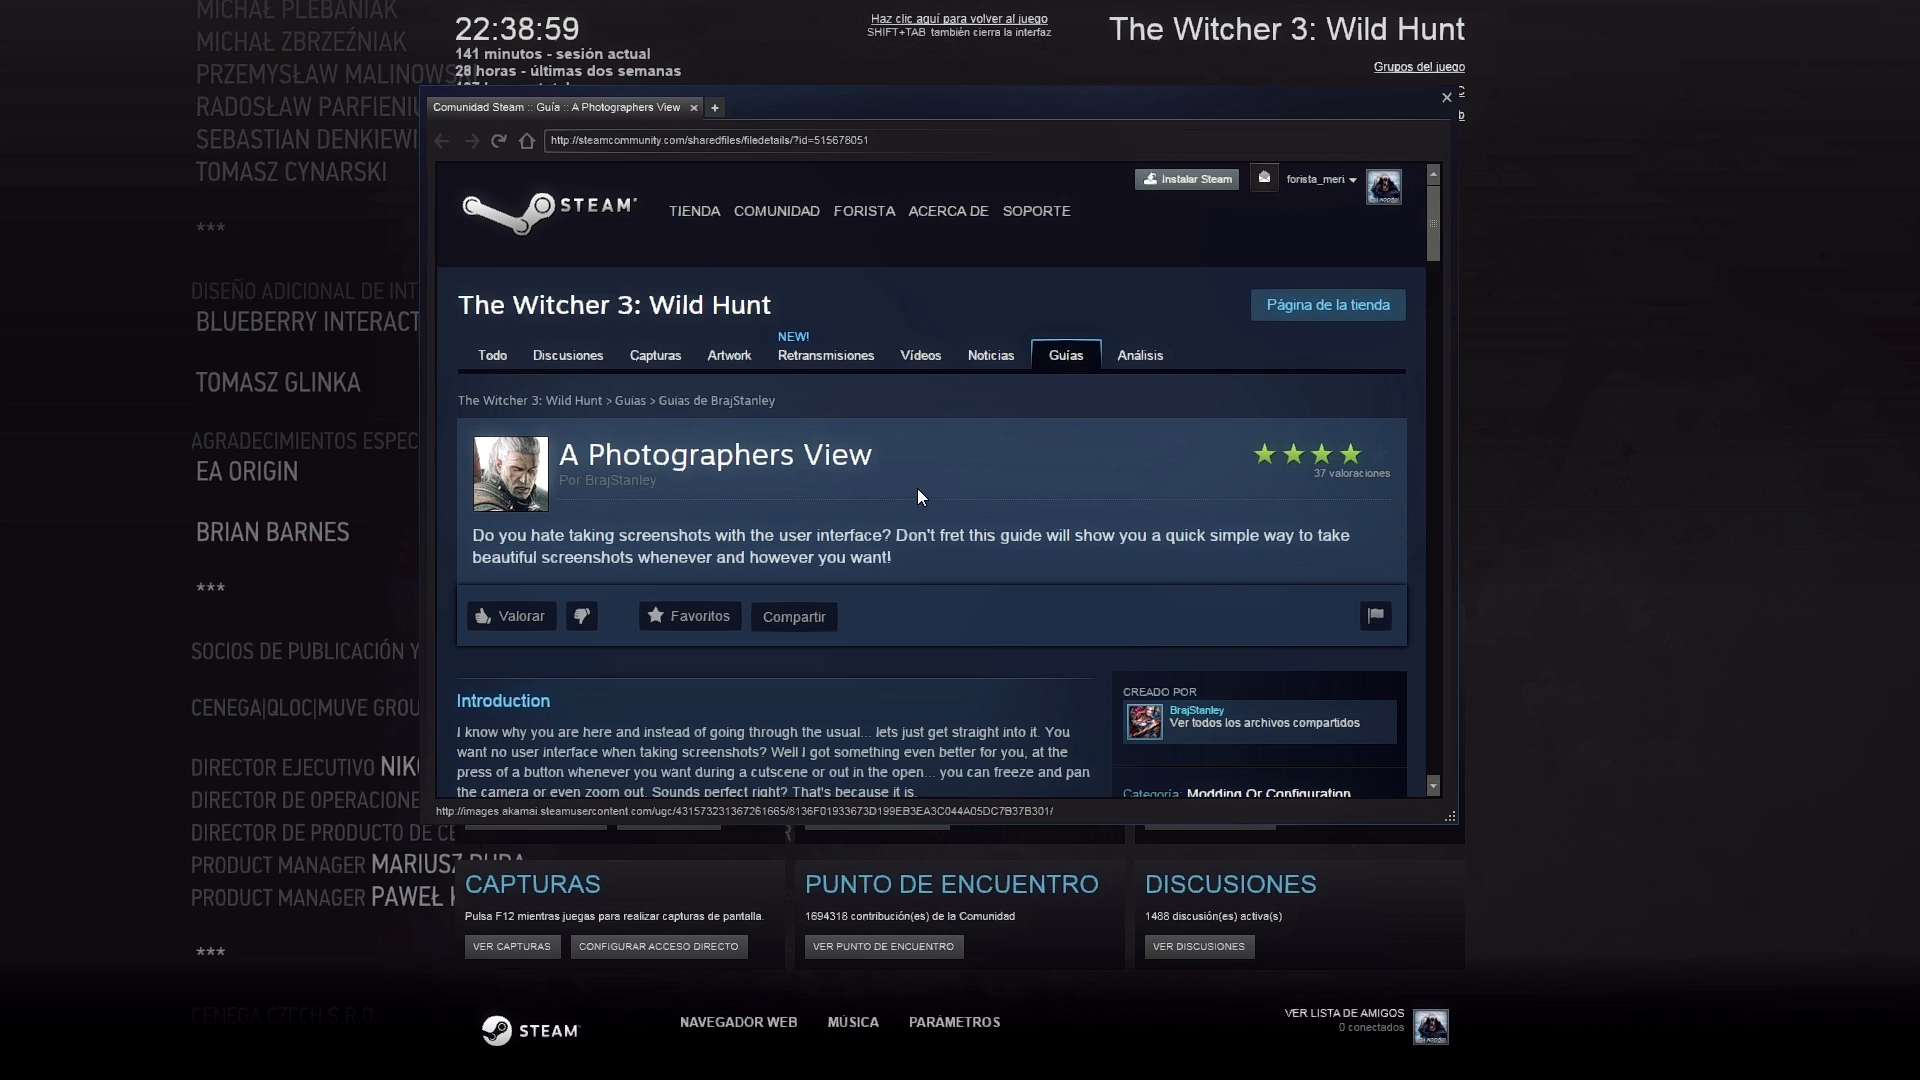 MICHAŁ PLEBANIAK
MICHAŁ ZBRZEŹNIAK
PRZEMYSŁAW MALINOWSKI
RADOSŁAW PARFIENIU
SEBASTIAN DENKIEWI
TOMASZ CYNARSKI
***
DISEÑO ADICIONAL DE INT
BLUEBERRY INTERACT
TOMASZ GLINKA
AGRADECIMIENTOS ESPEC
EA ORIGIN
BRIAN BARNES
***
SOCIOS DE PUBLICACIÓN Y
CENEGA|QLOC|MUVE GROU
DIRECTOR EJECUTIVO NIKO
DIRECTOR DE OPERACIONE
DIRECTOR DE PRODUCTO DE CE
PRODUCT MANAGER MARIUSZ
PRODUCT MANAGER PAWEŁ
***
CENEGA CZECH S.R.O
22:38:59
141 minutos - sesión actual
28 horas - últimas dos semanas
Haz clic aquí para volver al juego
SHIFT+TAB también cierra la interfaz
The Witcher 3: Wild Hunt
Grupos del juego
Comunidad Steam :: Guía :: A Photographers View
http://steamcommunity.com/sharedfiles/filedetails/?id=515678051
STEAM
Instalar Steam
forista_meri
TIENDA COMUNIDAD FORISTA ACERCA DE SOPORTE
The Witcher 3: Wild Hunt
Página de la tienda
NEW!
Todo Discusiones Capturas Artwork Retransmisiones Vídeos Noticias Guías Análisis
The Witcher 3: Wild Hunt > Guías > Guías de BrajStanley
A Photographers View
Por BrajStanley
37 valoraciones
Do you hate taking screenshots with the user interface? Don't fret this guide will show you a quick simple way to take
beautiful screenshots whenever and however you want!
Valorar
Favoritos
Compartir
Introduction
I know why you are here and instead of going through the usual... lets just get straight into it. You
want no user interface when taking screenshots? Well I got something even better for you, at the
press of a button whenever you want during a cutscene or out in the open... you can freeze and pan
the camera or even zoom out. Sounds perfect right? That's because it is.
CREADO POR
BrajStanley
Ver todos los archivos compartidos
Categoría: Modding Or Configuration
http://images.akamai.steamusercontent.com/ugc/431573231367261665/8136F01933673D199EB3EA3C044A05DC7B37B301/
CAPTURAS
Pulsa F12 mientras juegas para realizar capturas de pantalla.
VER CAPTURAS
CONFIGURAR ACCESO DIRECTO
PUNTO DE ENCUENTRO
1694318 contribución(es) de la Comunidad
VER PUNTO DE ENCUENTRO
DISCUSIONES
1488 discusión(es) activa(s)
VER DISCUSIONES
STEAM
NAVEGADOR WEB
MÚSICA
PARÁMETROS
VER LISTA DE AMIGOS
0 conectados